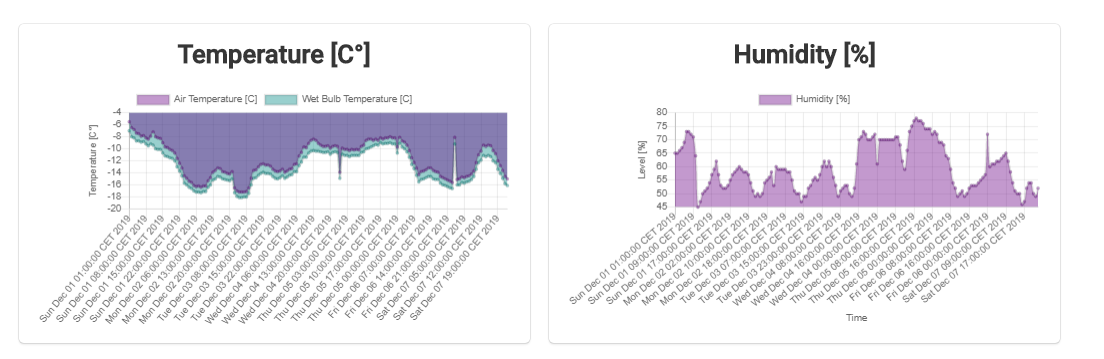 Temperature [C°]
Air Temperature [C]
Wet Bulb Temperature [C]
Temperature [C°]
-4
-6
-8
-10
-12
-14
-16
-18
-20
Sun Dec 01 01:00:00 CET 2019
Sun Dec 01 08:00:00 CET 2019
Sun Dec 01 15:00:00 CET 2019
Sun Dec 01 22:00:00 CET 2019
Mon Dec 02 06:00:00 CET 2019
Mon Dec 02 13:00:00 CET 2019
Mon Dec 02 20:00:00 CET 2019
Tue Dec 03 08:00:00 CET 2019
Tue Dec 03 15:00:00 CET 2019
Tue Dec 03 22:00:00 CET 2019
Wed Dec 04 06:00:00 CET 2019
Wed Dec 04 13:00:00 CET 2019
Wed Dec 04 20:00:00 CET 2019
Thu Dec 05 03:00:00 CET 2019
Thu Dec 05 10:00:00 CET 2019
Thu Dec 05 17:00:00 CET 2019
Fri Dec 06 00:00:00 CET 2019
Fri Dec 06 07:00:00 CET 2019
Fri Dec 06 14:00:00 CET 2019
Fri Dec 06 21:00:00 CET 2019
Sat Dec 07 05:00:00 CET 2019
Sat Dec 07 12:00:00 CET 2019
Sat Dec 07 19:00:00 CET 2019
Humidity [%]
Humidity [%]
Level [%]
80
75
70
65
60
55
50
45
Sun Dec 01 01:00:00 CET 2019
Sun Dec 01 09:00:00 CET 2019
Sun Dec 01 17:00:00 CET 2019
Mon Dec 02 02:00:00 CET 2019
Mon Dec 02 10:00:00 CET 2019
Mon Dec 02 18:00:00 CET 2019
Tue Dec 03 07:00:00 CET 2019
Tue Dec 03 15:00:00 CET 2019
Tue Dec 03 23:00:00 CET 2019
Wed Dec 04 08:00:00 CET 2019
Wed Dec 04 16:00:00 CET 2019
Thu Dec 05 00:00:00 CET 2019
Thu Dec 05 08:00:00 CET 2019
Thu Dec 05 16:00:00 CET 2019
Fri Dec 06 00:00:00 CET 2019
Fri Dec 06 08:00:00 CET 2019
Fri Dec 06 16:00:00 CET 2019
Sat Dec 07 00:00:00 CET 2019
Sat Dec 07 09:00:00 CET 2019
Sat Dec 07 17:00:00 CET 2019
Time